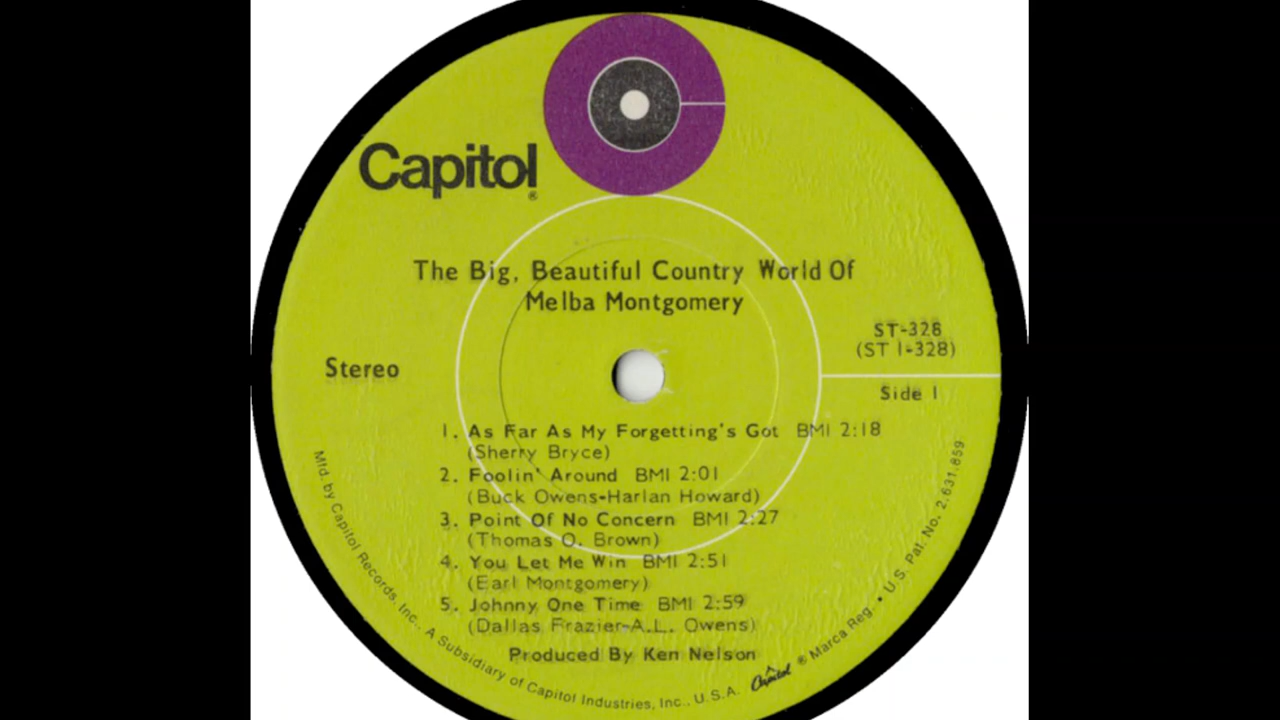 Capitol®
The Big, Beautiful Country World Of
Melba Montgomery
ST-328
(ST 1-328)
Stereo
Side 1
1. As Far As My Forgetting's Got BMI 2:18
(Sherry Bryce)
2. Foolin' Around BMI 2:01
(Buck Owens-Harlan Howard)
3. Point Of No Concern BMI 2:27
(Thomas O. Brown)
4. You Let Me Win BMI 2:51
(Earl Montgomery)
5. Johnny One Time BMI 2:59
(Dallas Frazier-A.L. Owens)
Produced By Ken Nelson
Mfd. by Capitol Records, Inc., A Subsidiary of Capitol Industries, Inc., U.S.A. Capitol ® Marca Reg. • U.S. Pat. No. 2,631,859